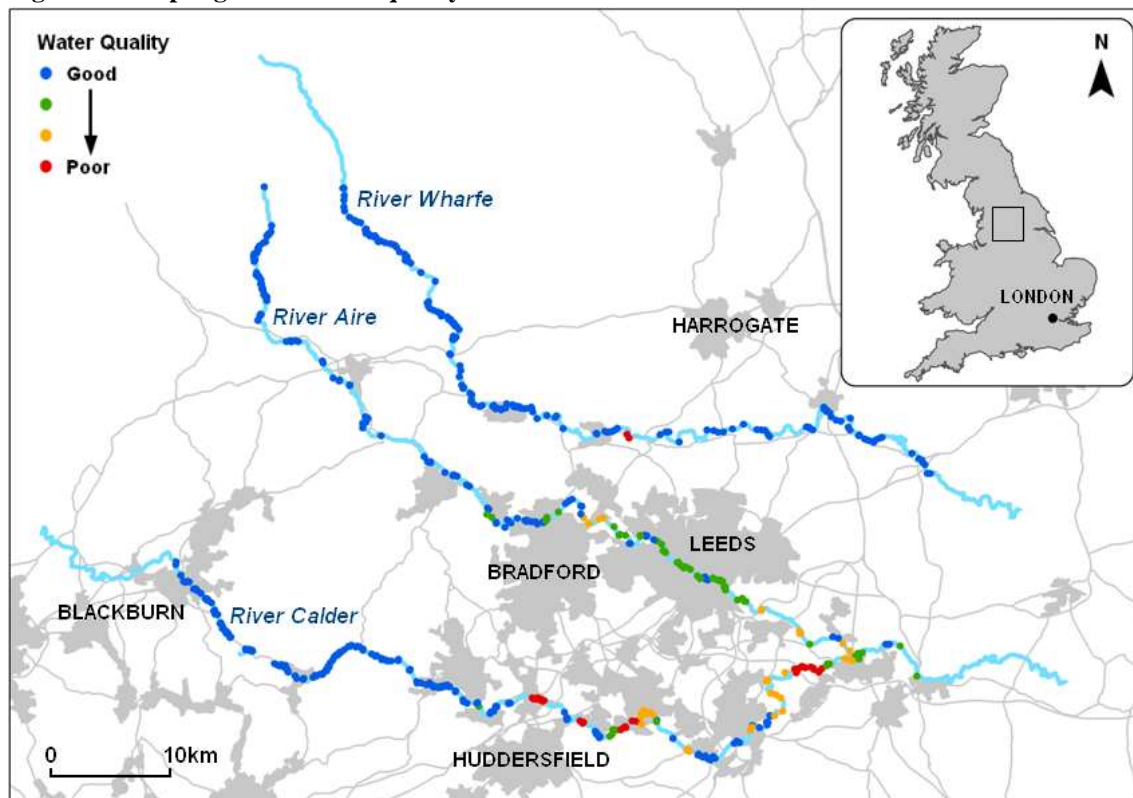 Water Quality
Good
Poor
N
River Wharfe
River Aire
LONDON
HARROGATE
LEEDS
BRADFORD
BLACKBURN
River Calder
0 10km
HUDDERSFIELD